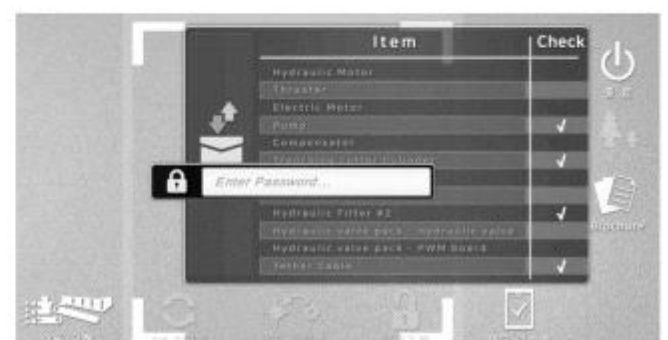 Item Check
Hydraulic Motor
Thruster
Electric Motor
Pump
Compensator
Enter Password...
Hydraulic Filter #2
Hydraulic valve pack - Hydraulic valve
Hydraulic valve pack - PWM Board
Tether Cable
Brochure